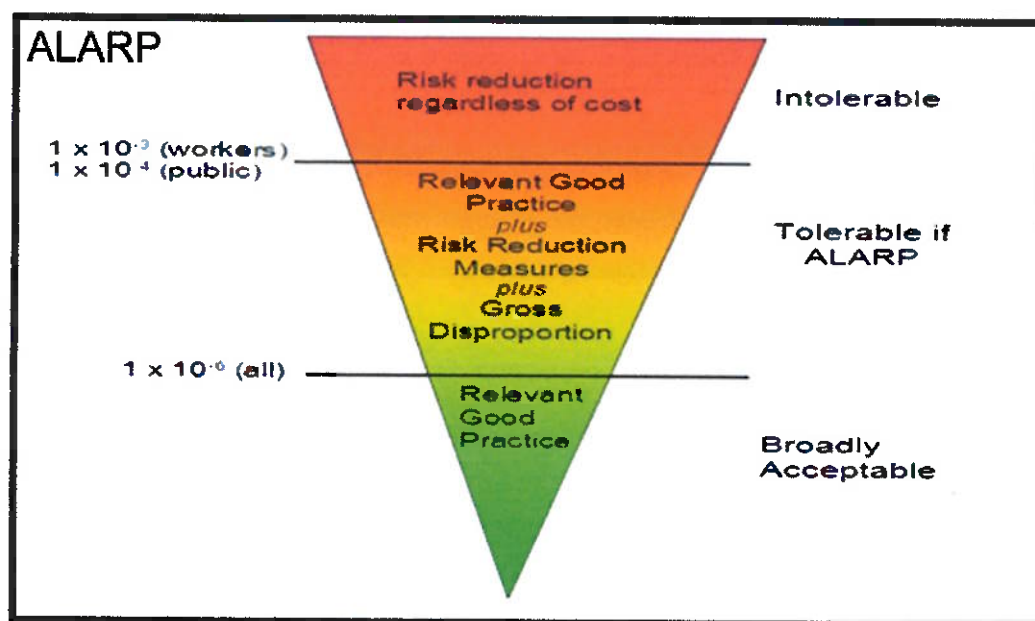 ALARP
Risk reduction
regardless of cost
Intolerable
1 x 10⁻³ (workers)
1 x 10⁻⁴ (public)
Relevant Good
Practice
plus
Risk Reduction
Measures
plus
Gross
Disproportion
Tolerable if
ALARP
1 x 10⁻⁶ (all)
Relevant
Good
Practice
Broadly
Acceptable